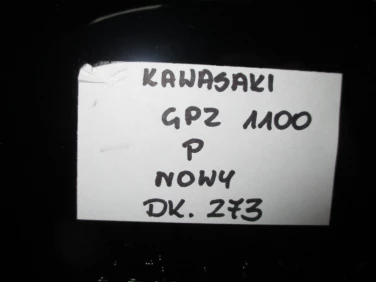 KAWASAKI
GPZ 1100
P
NOWY
DK. 273